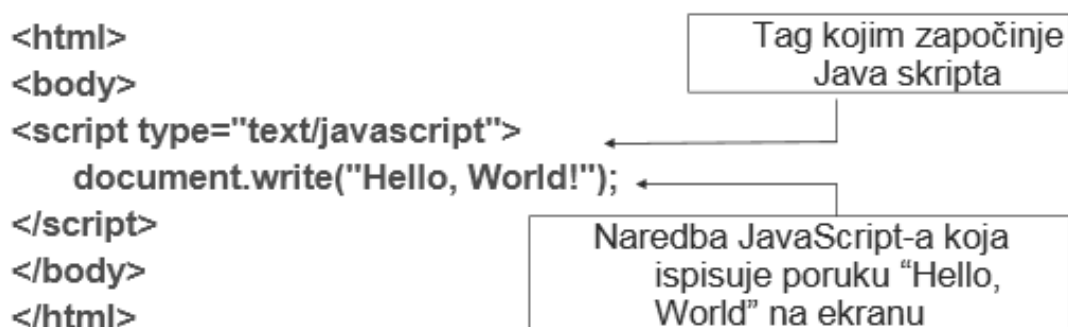 <html>
<body>
<script type="text/javascript">
document.write("Hello, World!");
</script>
</body>
</html>
Tag kojim započinje
Java skripta
Naredba JavaScript-a koja
ispisuje poruku “Hello,
World” na ekranu